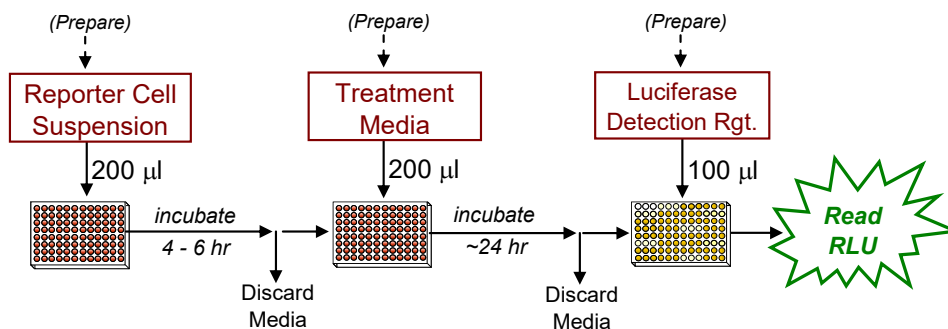 (Prepare)
(Prepare)
(Prepare)
Reporter Cell
Suspension
Treatment
Media
Luciferase
Detection Rgt.
200 µl
200 µl
100 µl
incubate
4 - 6 hr
incubate
~24 hr
Read
RLU
Discard
Media
Discard
Media